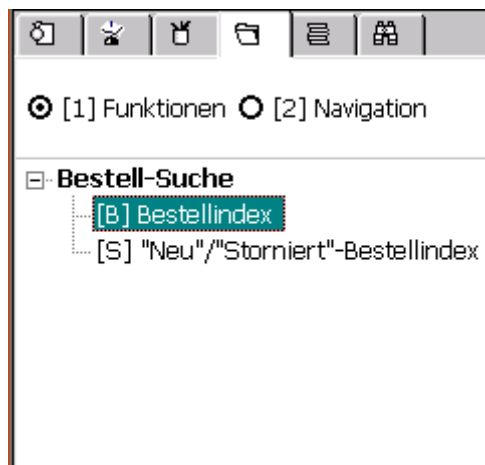 [1] Funktionen [2] Navigation
Bestell-Suche
[B] Bestellindex
[S] "Neu"/"Storniert"-Bestellindex